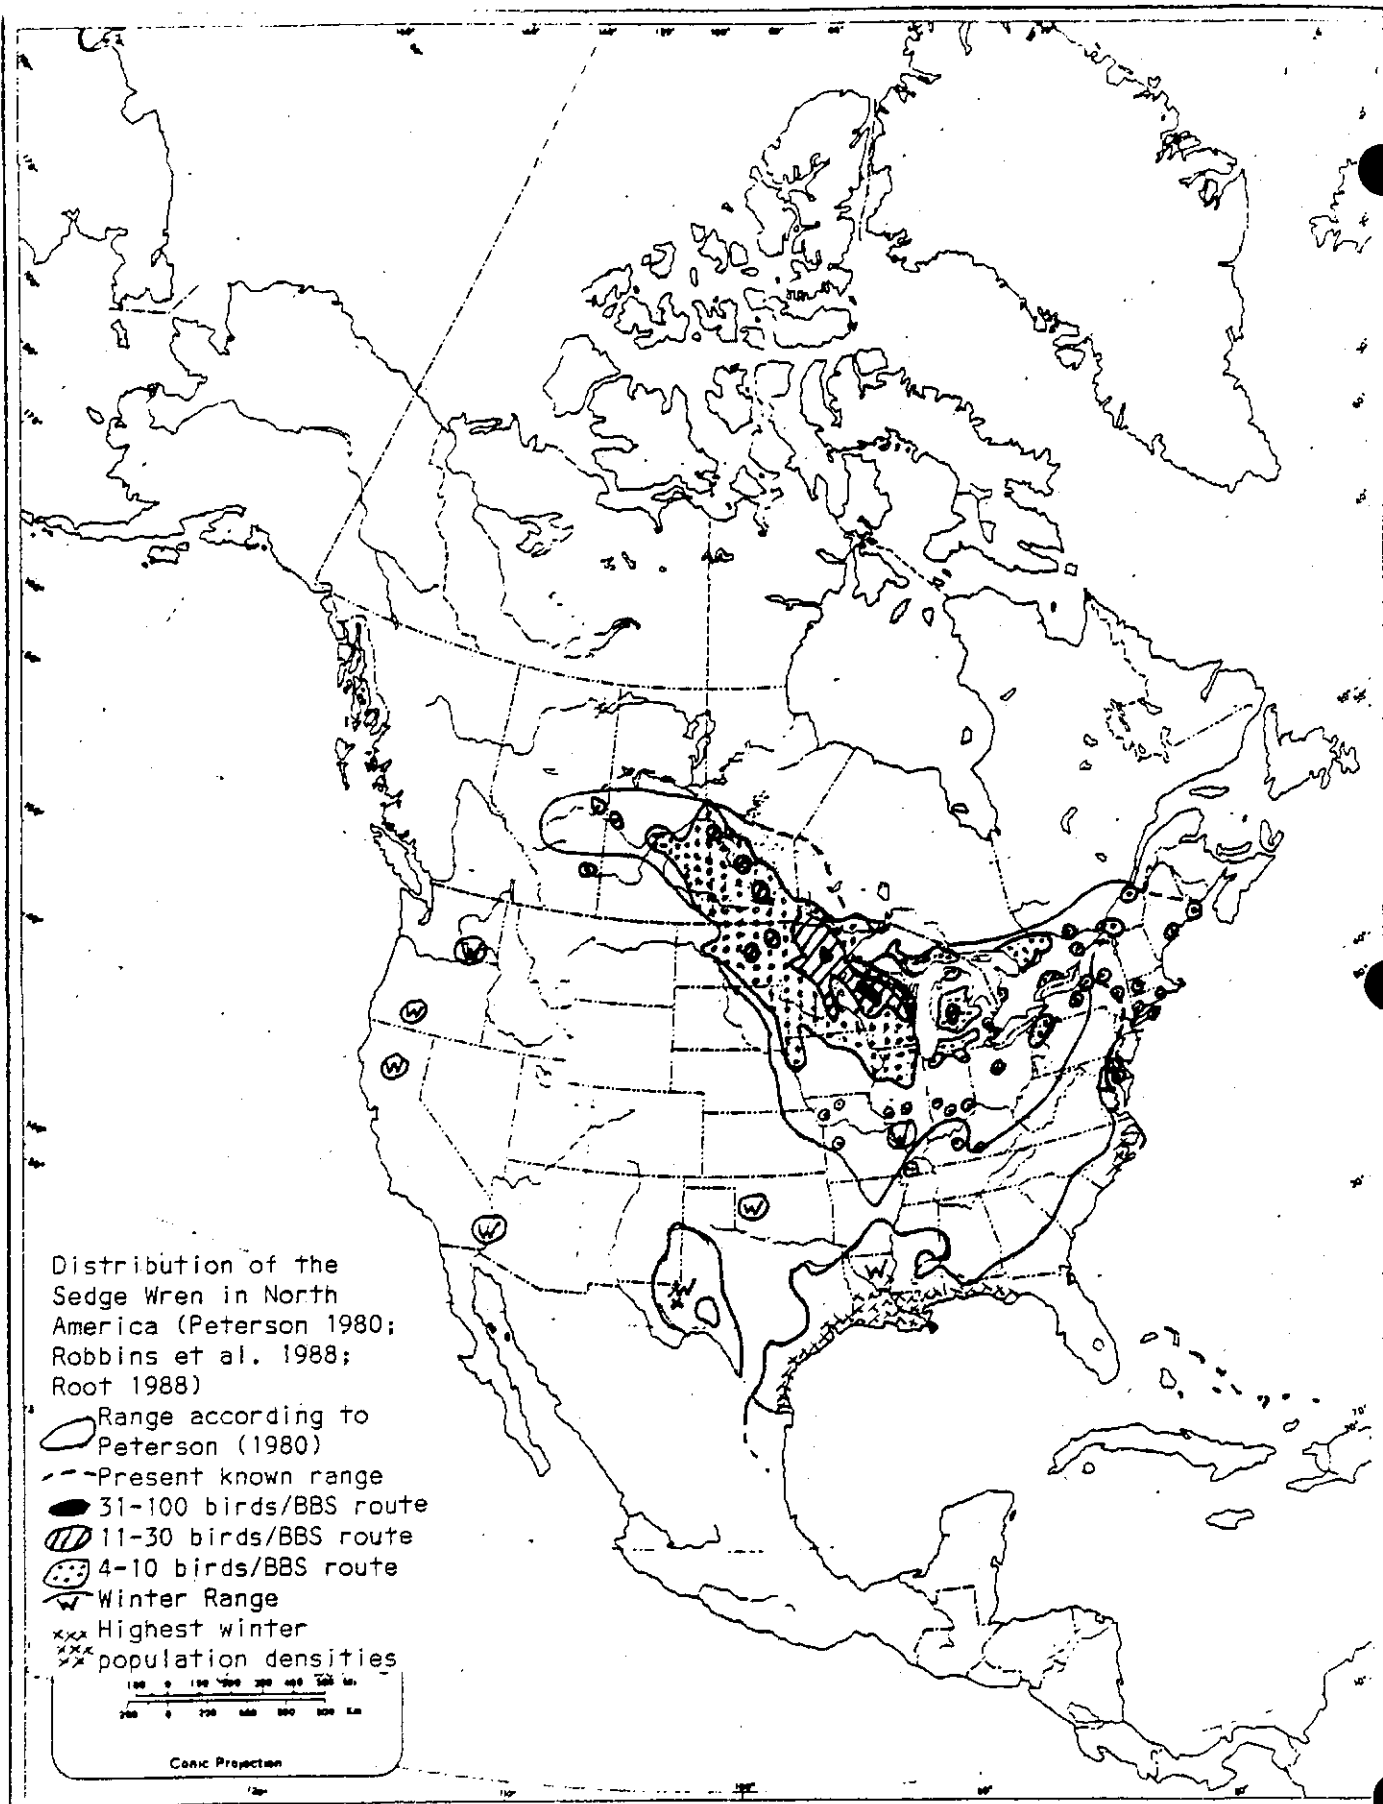 Distribution of the
Sedge Wren in North
America (Peterson 1980;
Robbins et al. 1988;
Root 1988)
Range according to
Peterson (1980)
Present known range
31-100 birds/BBS route
11-30 birds/BBS route
4-10 birds/BBS route
W Winter Range
xxx Highest winter
population densities
Conic Projection
W
W
W
W
W
W
W
W